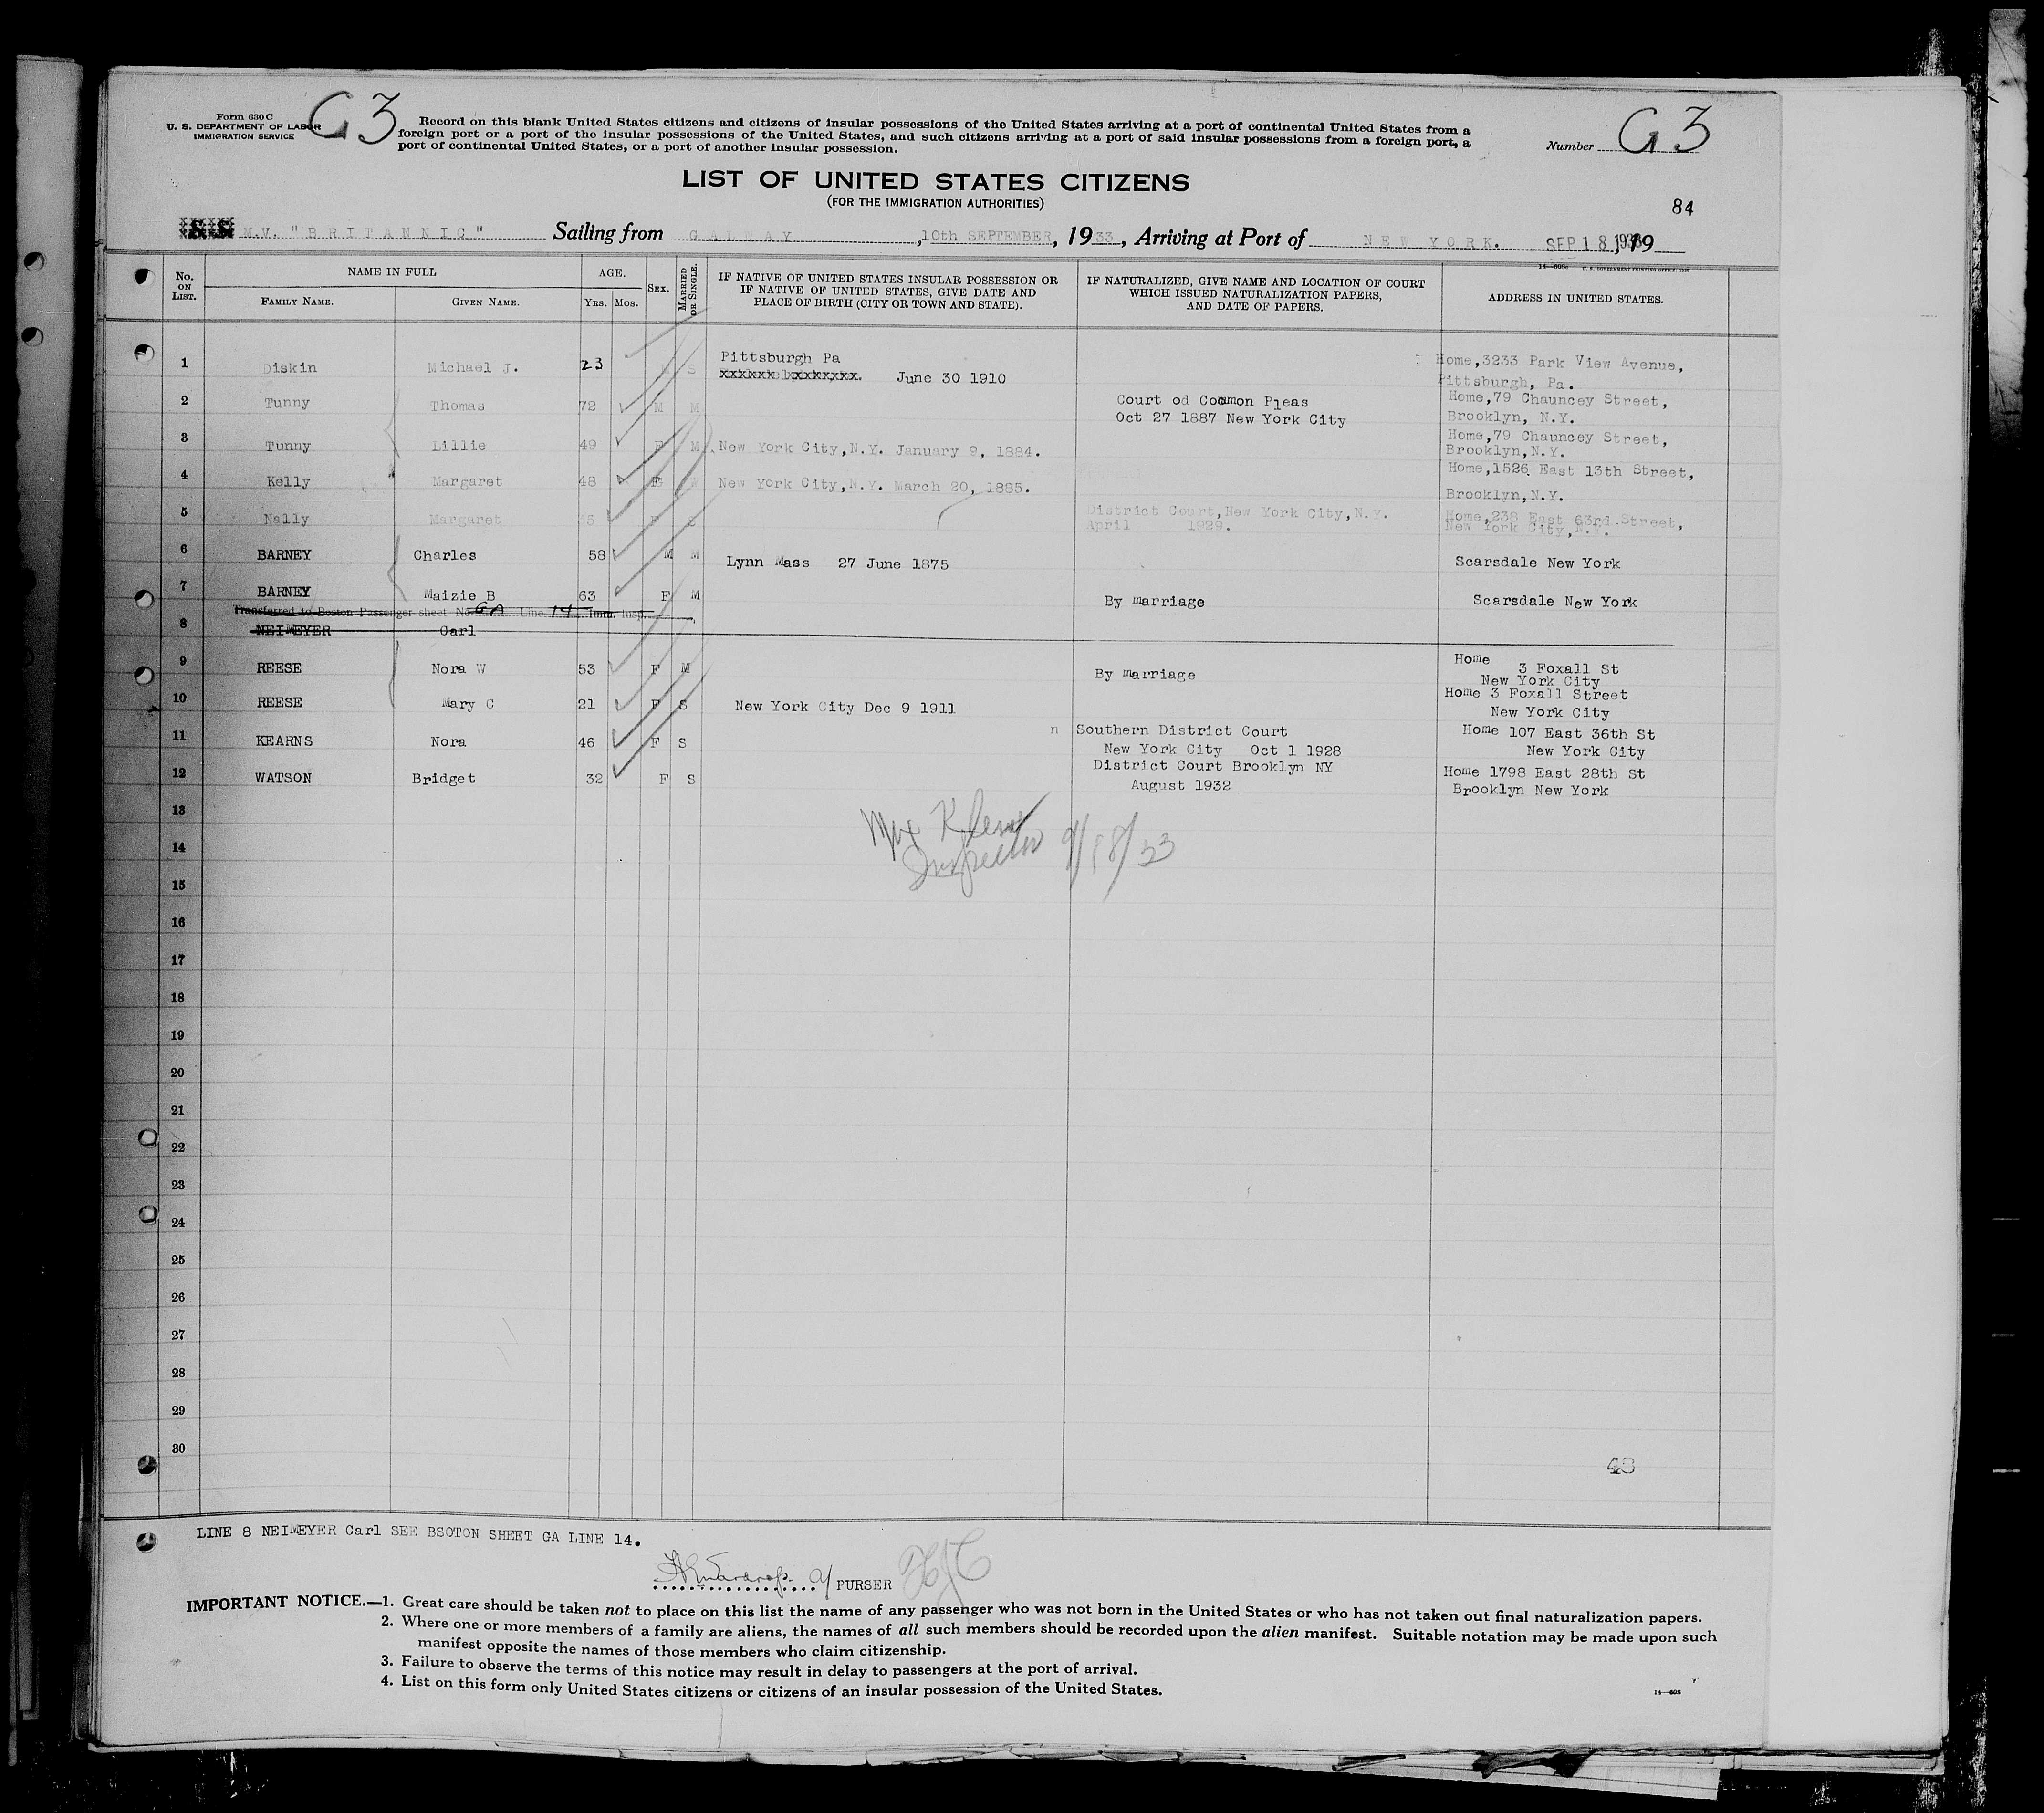 Form 630 C
U. S. DEPARTMENT OF LABOR
IMMIGRATION SERVICE
G3
Record on this blank United States citizens and citizens of insular possessions of the United States arriving at a port of continental United States from a
foreign port or a port of the insular possessions of the United States, and such citizens arriving at a port of said insular possessions from a foreign port, a
port of continental United States, or a port of another insular possession.
Number G3
LIST OF UNITED STATES CITIZENS
(FOR THE IMMIGRATION AUTHORITIES)
84
S.S. M.V. "BRITANNIC" Sailing from GALWAY, 10th SEPTEMBER, 1933, Arriving at Port of NEW YORK. SEP 18 1933, 19
14—608c U. S. GOVERNMENT PRINTING OFFICE
No. ON LIST.
NAME IN FULL
FAMILY NAME. GIVEN NAME.
AGE.
YRS. MOS.
SEX.
MARRIED OR SINGLE.
IF NATIVE OF UNITED STATES INSULAR POSSESSION OR
IF NATIVE OF UNITED STATES, GIVE DATE AND
PLACE OF BIRTH (CITY OR TOWN AND STATE).
IF NATURALIZED, GIVE NAME AND LOCATION OF COURT
WHICH ISSUED NATURALIZATION PAPERS,
AND DATE OF PAPERS.
ADDRESS IN UNITED STATES.
1 Diskin Michael J. 23 M S Pittsburgh Pa June 30 1910 Home,3233 Park View Avenue,
Pittsburgh, Pa.
2 Tunny Thomas 72 M M Court od Common Pleas Home,79 Chauncey Street,
Oct 27 1887 New York City Brooklyn, N.Y.
3 Tunny Lillie 49 F M New York City,N.Y. January 9, 1884. Home,79 Chauncey Street,
Brooklyn,N.Y.
4 Kelly Margaret 48 F New York City,N.Y. March 20, 1885. Home,1526 East 13th Street,
Brooklyn,N.Y.
5 Nally Margaret 35 F S District Court,New York City,N.Y. Home,238 East 63rd Street,
April 1929. New York City,N.Y.
6 BARNEY Charles 58 M M Lynn Mass 27 June 1875 Scarsdale New York
7 BARNEY Maizie B 63 F M By marriage Scarsdale New York
Transferred to Boston Passenger sheet No. GA Line 14 Imm. Insp.
8 NEIMEYER Carl
9 REESE Nora W 53 F M By marriage Home 3 Foxall St
New York City
10 REESE Mary C 21 F S New York City Dec 9 1911 Home 3 Foxall Street
New York City
11 KEARNS Nora 46 F S n Southern District Court Home 107 East 36th St
New York City Oct 1 1928 New York City
12 WATSON Bridget 32 F S District Court Brooklyn NY Home 1798 East 28th St
August 1932 Brooklyn New York
13
Inspector 9/18/33
14
15
16
17
18
19
20
21
22
23
24
25
26
27
28
29
30
43
LINE 8 NEIMEYER Carl SEE BSOTON SHEET GA LINE 14.
PURSER
IMPORTANT NOTICE.—1. Great care should be taken not to place on this list the name of any passenger who was not born in the United States or who has not taken out final naturalization papers.
2. Where one or more members of a family are aliens, the names of all such members should be recorded upon the alien manifest. Suitable notation may be made upon such
manifest opposite the names of those members who claim citizenship.
3. Failure to observe the terms of this notice may result in delay to passengers at the port of arrival.
4. List on this form only United States citizens or citizens of an insular possession of the United States.
14—608